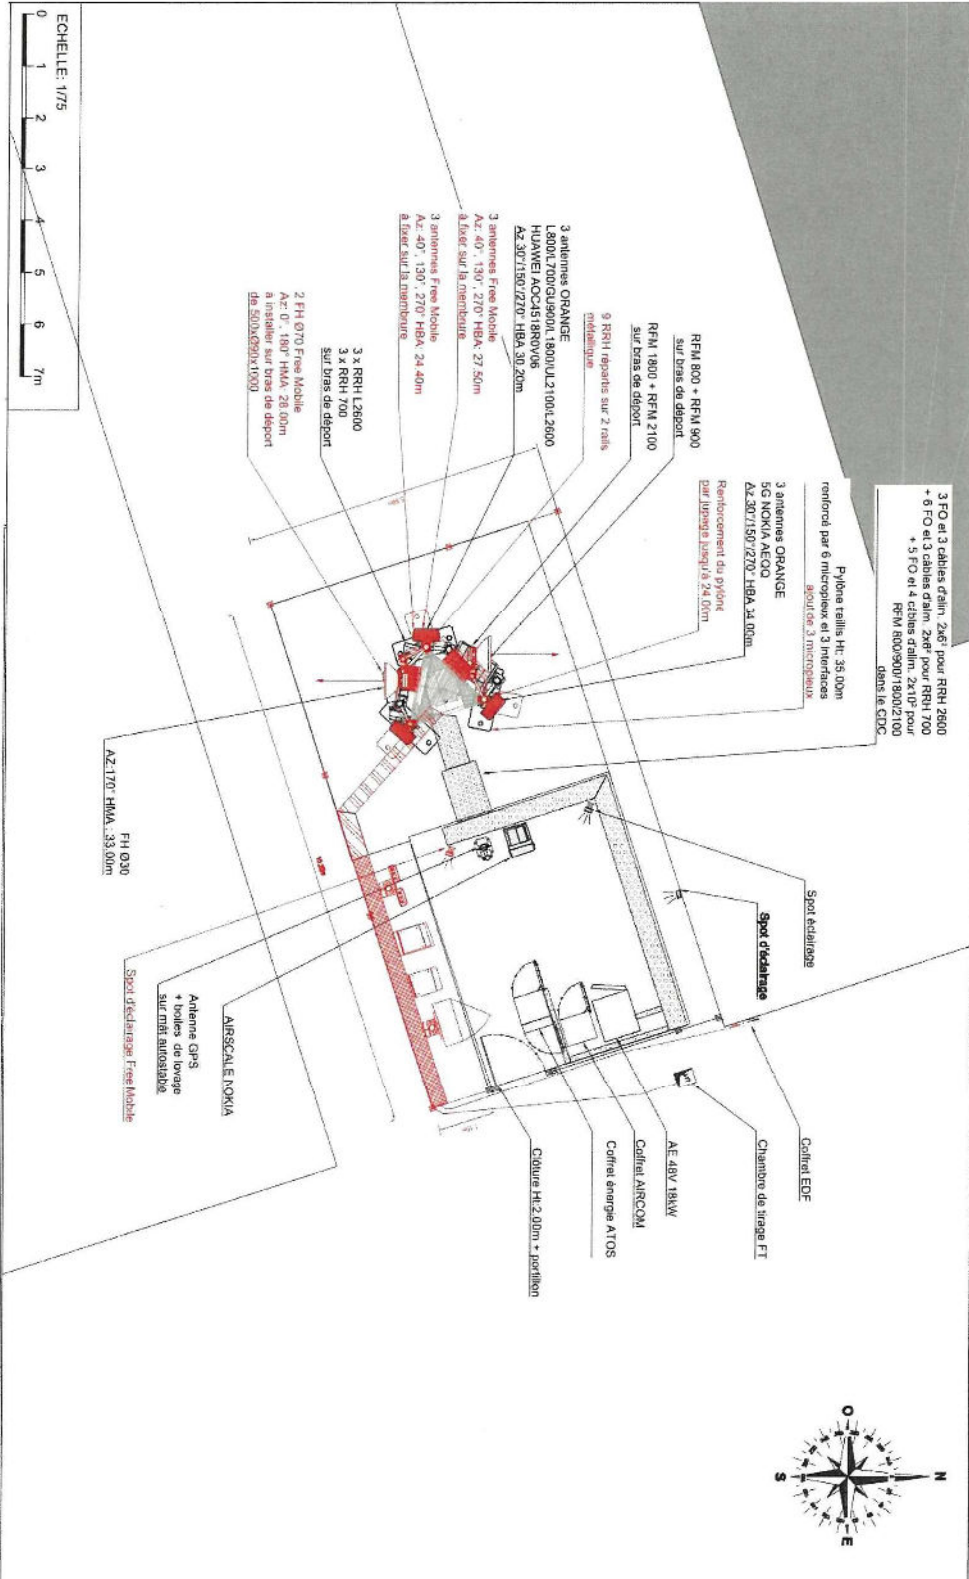 3 FO et 3 câbles d'alim. 2x6² pour RRH 2600
+ 6 FO et 3 câbles d'alim. 2x6² pour RRH 700
+ 5 FO et 4 câbles d'alim. 2x10² pour
RFM 800/900/1800/2100
dans le CDC
Pylône treillis Ht: 35.00m
renforcé par 6 micropieux et 3 interfaces
ajout de 3 micropieux
3 antennes ORANGE
5G NOKIA AEQQ
Az 30°/150°/270° HBA 34.00m
Renforcement du pylône
par jupage jusqu'à 24.00m
RFM 800 + RFM 900
sur bras de déport
RFM 1800 + RFM 2100
sur bras de déport
9 RRH répartis sur 2 rails
métallique
3 antennes ORANGE
L800/L700/GU900/L1800/UL2100/L2600
HUAWEI AOC4518R0V06
Az 30°/150°/270° HBA 30.20m
3 antennes Free Mobile
Az: 40°, 130°, 270° HBA: 27.50m
à fixer sur la membrure
3 antennes Free Mobile
Az: 40°, 130°, 270° HBA: 24.40m
à fixer sur la membrure
3 x RRH L2600
3 x RRH 700
sur bras de déport
2 FH Ø70 Free Mobile
Az: 0°, 180° HMA: 28.00m
à installer sur bras de déport
de 500xØ90x1000
FH Ø30
AZ:170° HMA : 33.00m
Spot éclairage
Spot d'éclairage
Coffret EDF
Chambre de tirage FT
AE 48V 18kW
Coffret AIRCOM
Coffret énergie ATOS
Clôture Ht:2.00m + portillon
AIRSCALE NOKIA
Antenne GPS
+ boites de lovage
sur mât autostable
Spot d'éclairage Free Mobile
ECHELLE: 1/75
0 1 2 3 4 5 6 7m
N
O
E
S